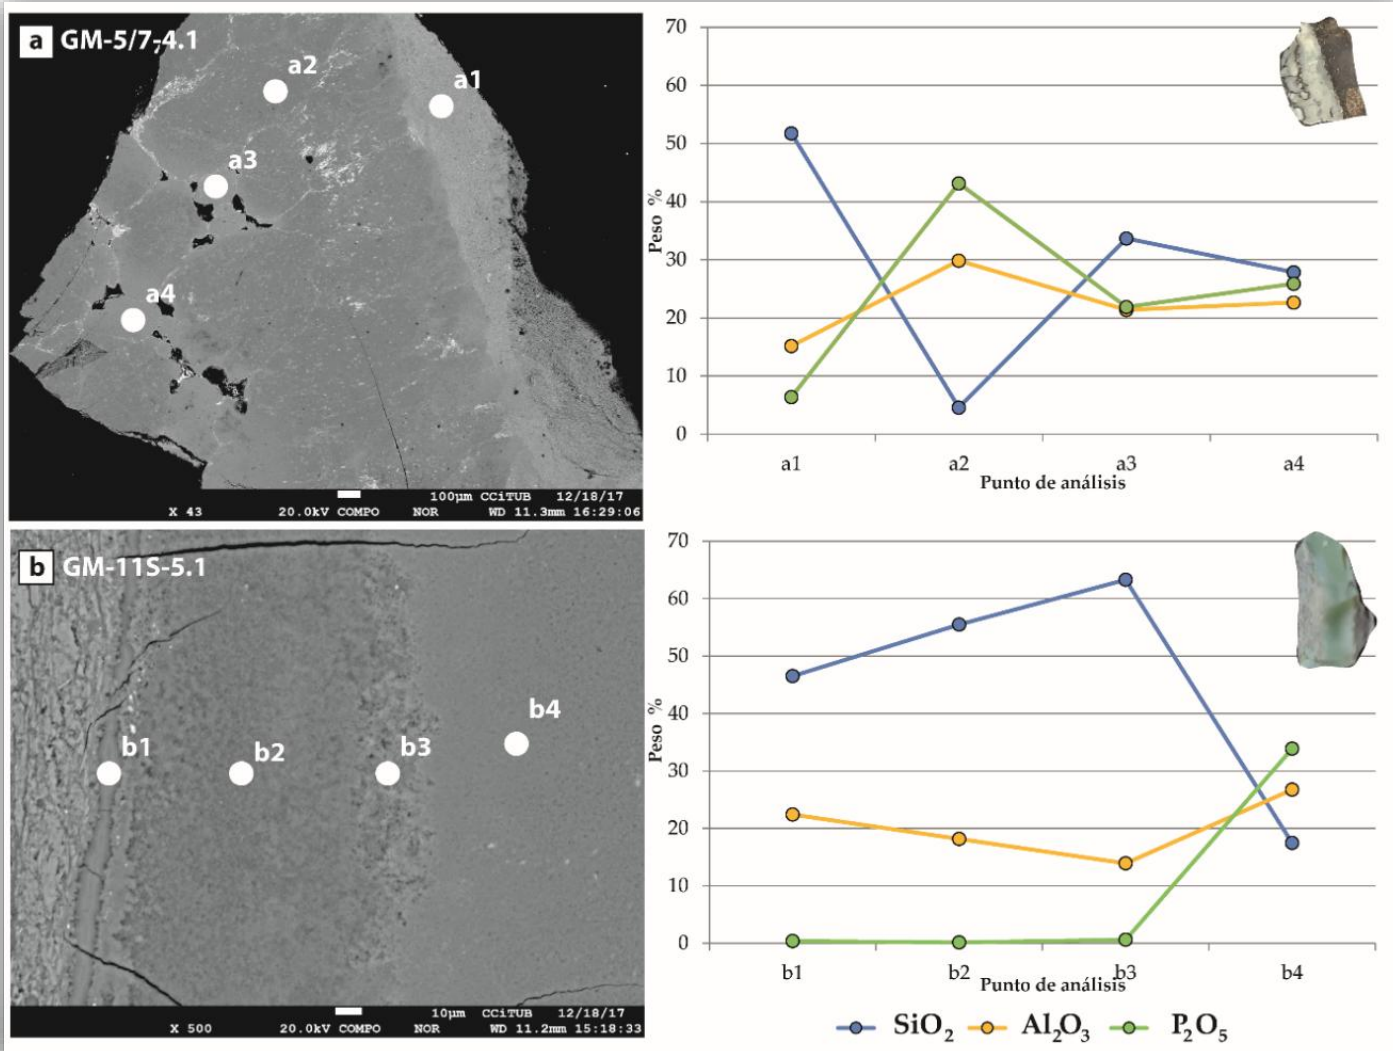 a GM-5/7-4.1
a2
a1
a3
a4
100µm CCiTUB 12/18/17
X 43 20.0kV COMPO NOR WD 11.3mm 16:29:06
70
60
50
40
30
20
10
0
Peso %
a1 a2 a3 a4
Punto de análisis
b GM-11S-5.1
b4
b1 b2 b3
10µm CCiTUB 12/18/17
X 500 20.0kV COMPO NOR WD 11.2mm 15:18:33
70
60
50
40
30
20
10
0
Peso %
b1 b2 b3 b4
Punto de análisis
SiO₂ Al₂O₃ P₂O₅